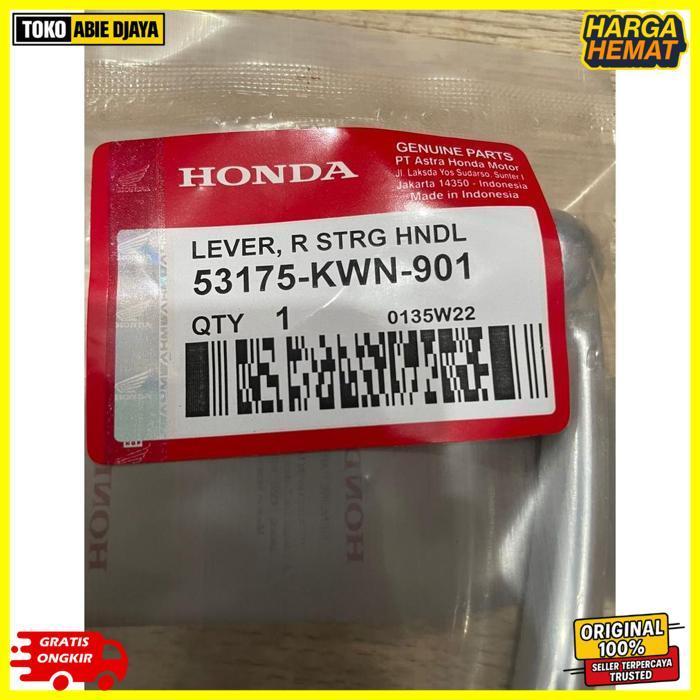 TOKO ABIE DJAYA
HARGA
HEMAT
HONDA
GENUINE PARTS
PT Astra Honda Motor
Jl. Laksda Yos Sudarso, Sunter I
Jakarta 14350 - Indonesia
Made in Indonesia
LEVER, R STRG HNDL
53175-KWN-901
QTY 1
0135W22
HONDA
HONDA
GRATIS
ONGKIR
ORIGINAL
100%
SELLER TERPERCAYA
TRUSTED